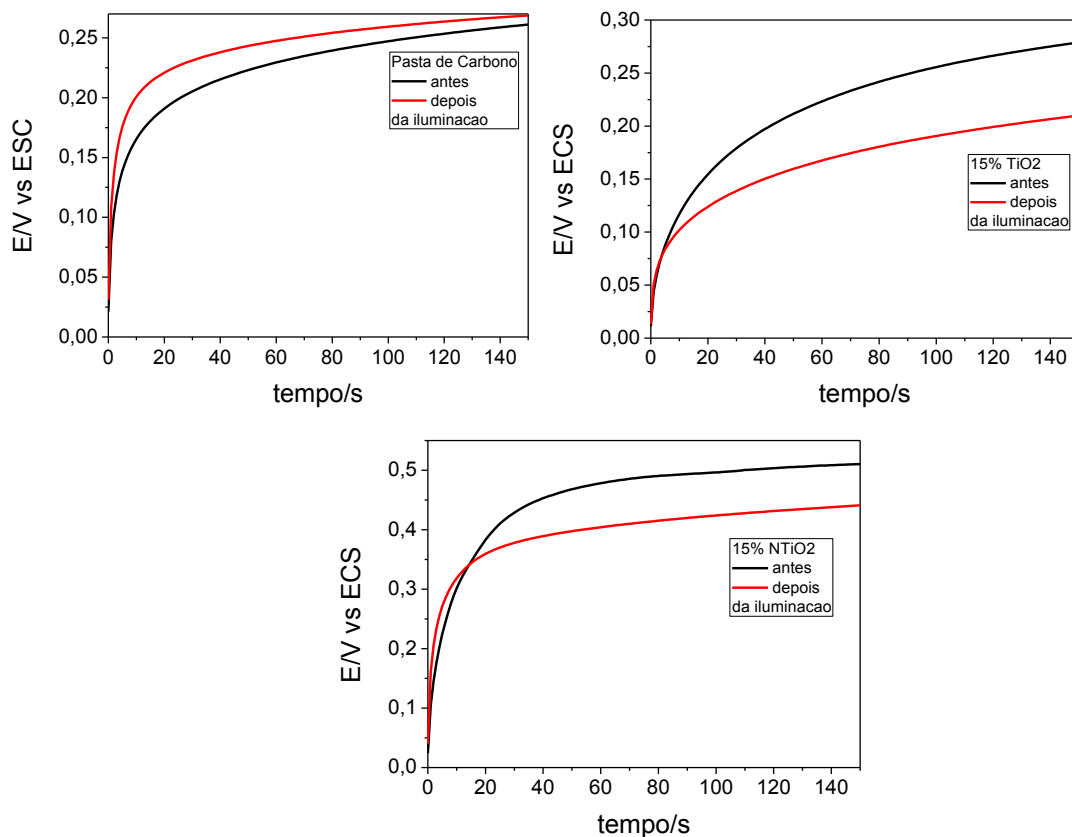 E/V vs ESC
0,25
0,20
0,15
0,10
0,05
0,00
0 20 40 60 80 100 120 140
tempo/s
Pasta de Carbono
antes
depois
da iluminacao
E/V vs ECS
0,30
0,25
0,20
0,15
0,10
0,05
0,00
0 20 40 60 80 100 120 140
tempo/s
15% TiO2
antes
depois
da iluminacao
E/V vs ECS
0,5
0,4
0,3
0,2
0,1
0,0
0 20 40 60 80 100 120 140
tempo/s
15% NTiO2
antes
depois
da iluminacao